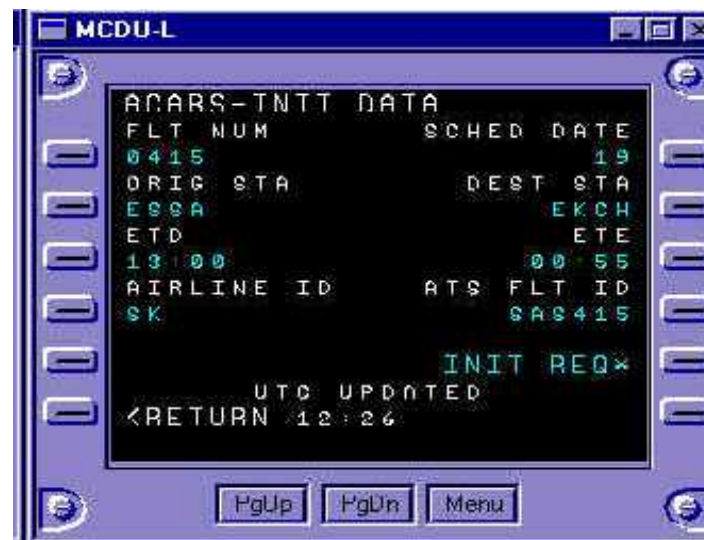 MCDU-L
ACARS-INIT DATA
FLT NUM SCHED DATE
0415 19
ORIG STA DEST STA
ESSA EKCH
ETD ETE
13:00 00:55
AIRLINE ID ATS FLT ID
SK SAS415
INIT REQ*
UTC UPDATED
<RETURN 12:26
PgUp PgDn Menu